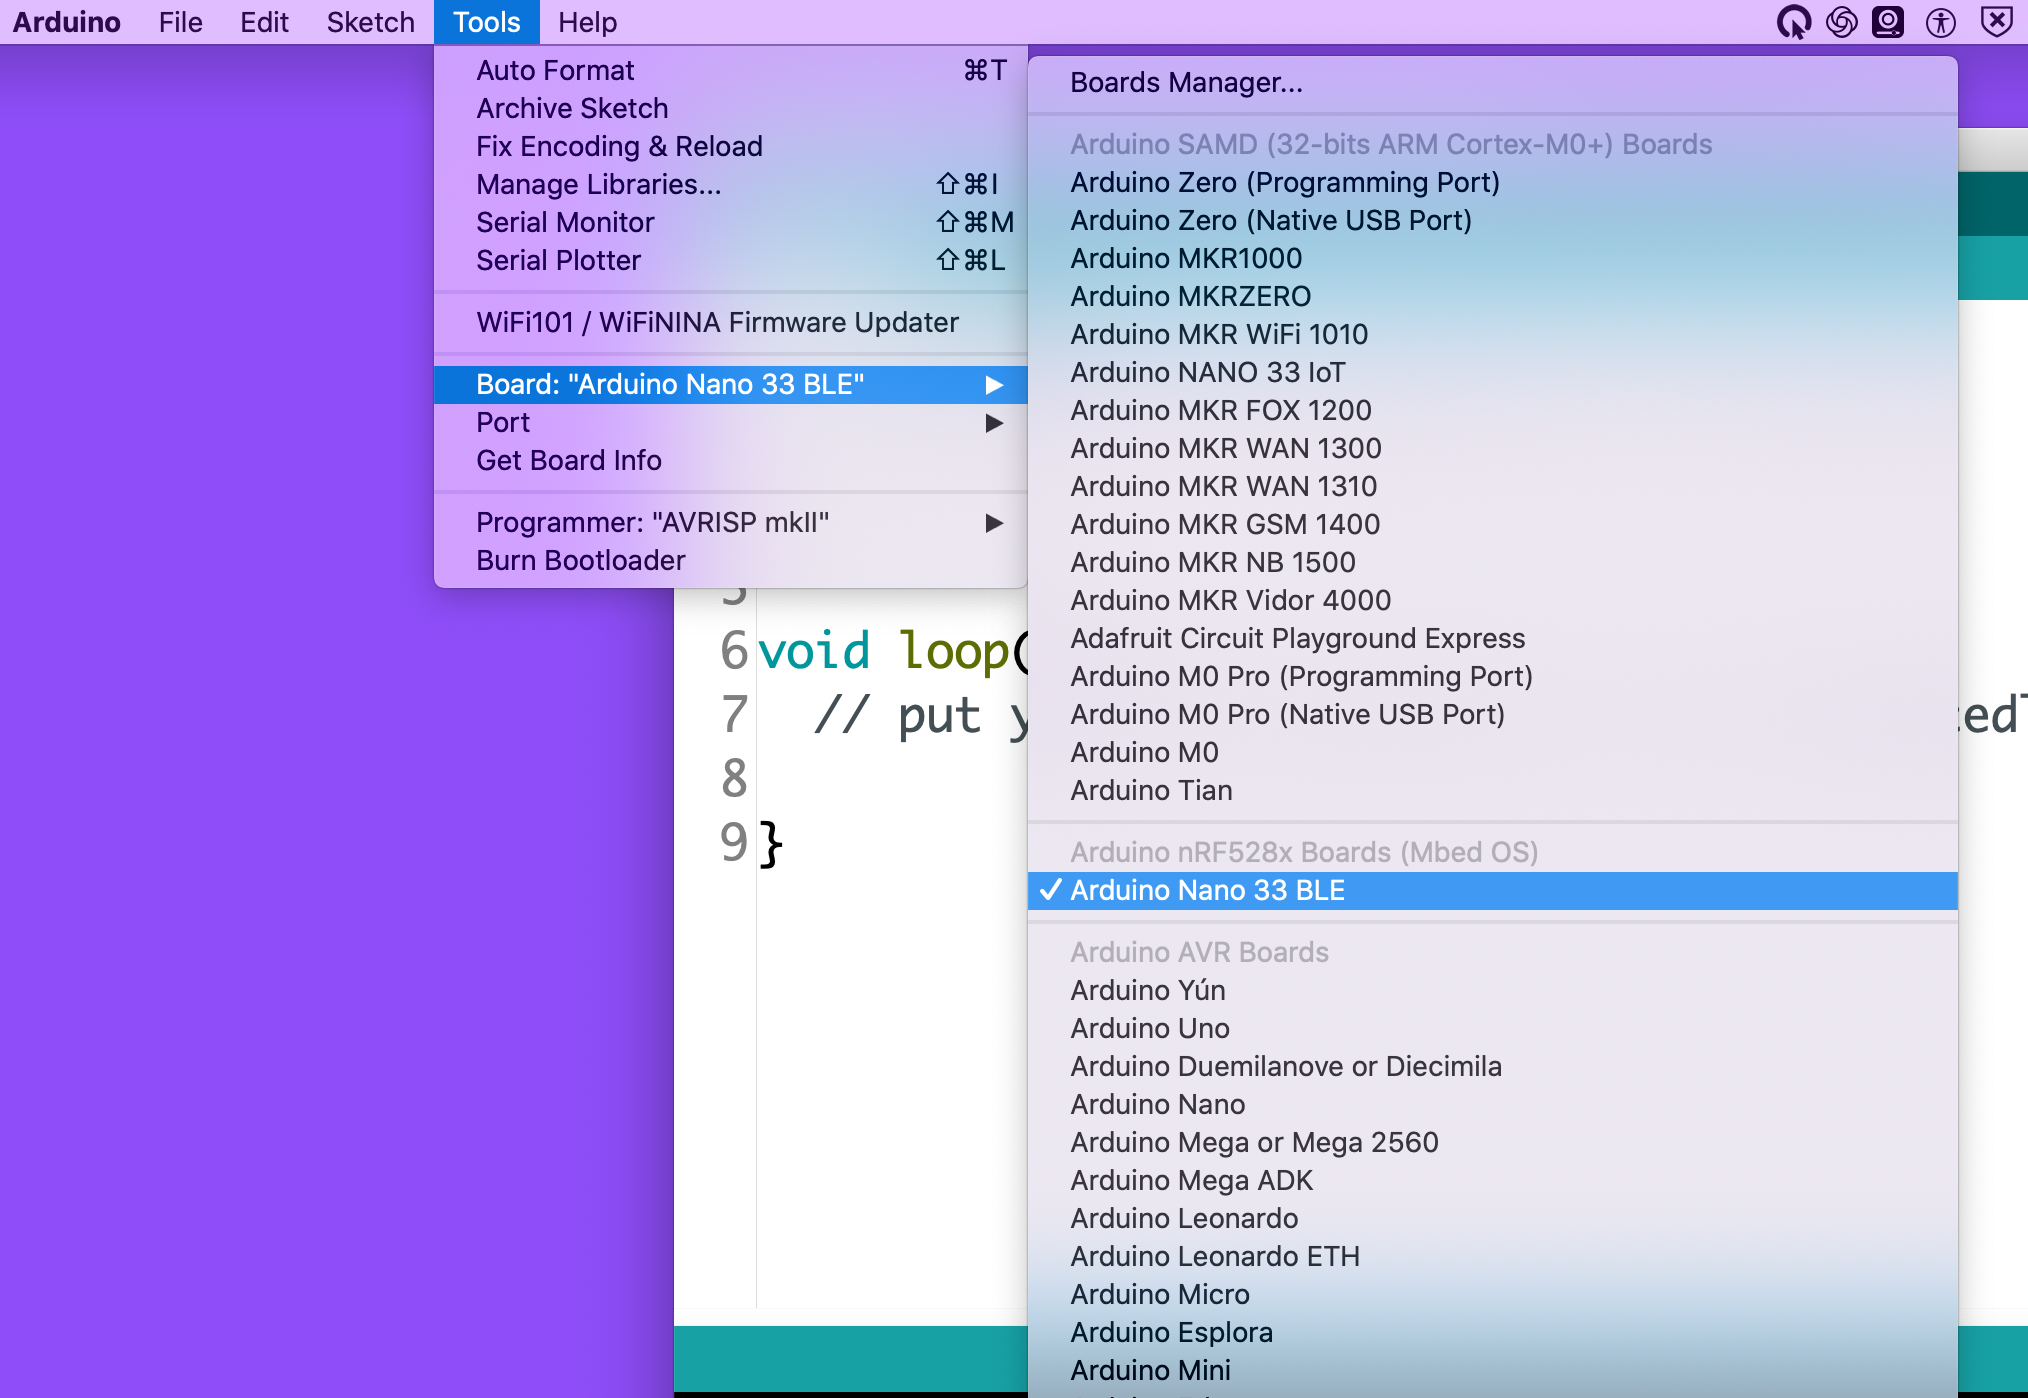 Arduino File Edit Sketch Tools Help
Auto Format ⌘T
Archive Sketch
Fix Encoding & Reload
Manage Libraries... ⇧⌘I
Serial Monitor ⇧⌘M
Serial Plotter ⇧⌘L
WiFi101 / WiFiNINA Firmware Updater
Board: "Arduino Nano 33 BLE" ▶
Port ▶
Get Board Info
Programmer: "AVRISP mkII" ▶
Burn Bootloader
Boards Manager...
Arduino SAMD (32-bits ARM Cortex-M0+) Boards
Arduino Zero (Programming Port)
Arduino Zero (Native USB Port)
Arduino MKR1000
Arduino MKRZERO
Arduino MKR WiFi 1010
Arduino NANO 33 IoT
Arduino MKR FOX 1200
Arduino MKR WAN 1300
Arduino MKR WAN 1310
Arduino MKR GSM 1400
Arduino MKR NB 1500
Arduino MKR Vidor 4000
Adafruit Circuit Playground Express
Arduino M0 Pro (Programming Port)
Arduino M0 Pro (Native USB Port)
Arduino M0
Arduino Tian
Arduino nRF528x Boards (Mbed OS)
✓ Arduino Nano 33 BLE
Arduino AVR Boards
Arduino Yún
Arduino Uno
Arduino Duemilanove or Diecimila
Arduino Nano
Arduino Mega or Mega 2560
Arduino Mega ADK
Arduino Leonardo
Arduino Leonardo ETH
Arduino Micro
Arduino Esplora
Arduino Mini
5
6 void loop(
7 // put y
8
9 }